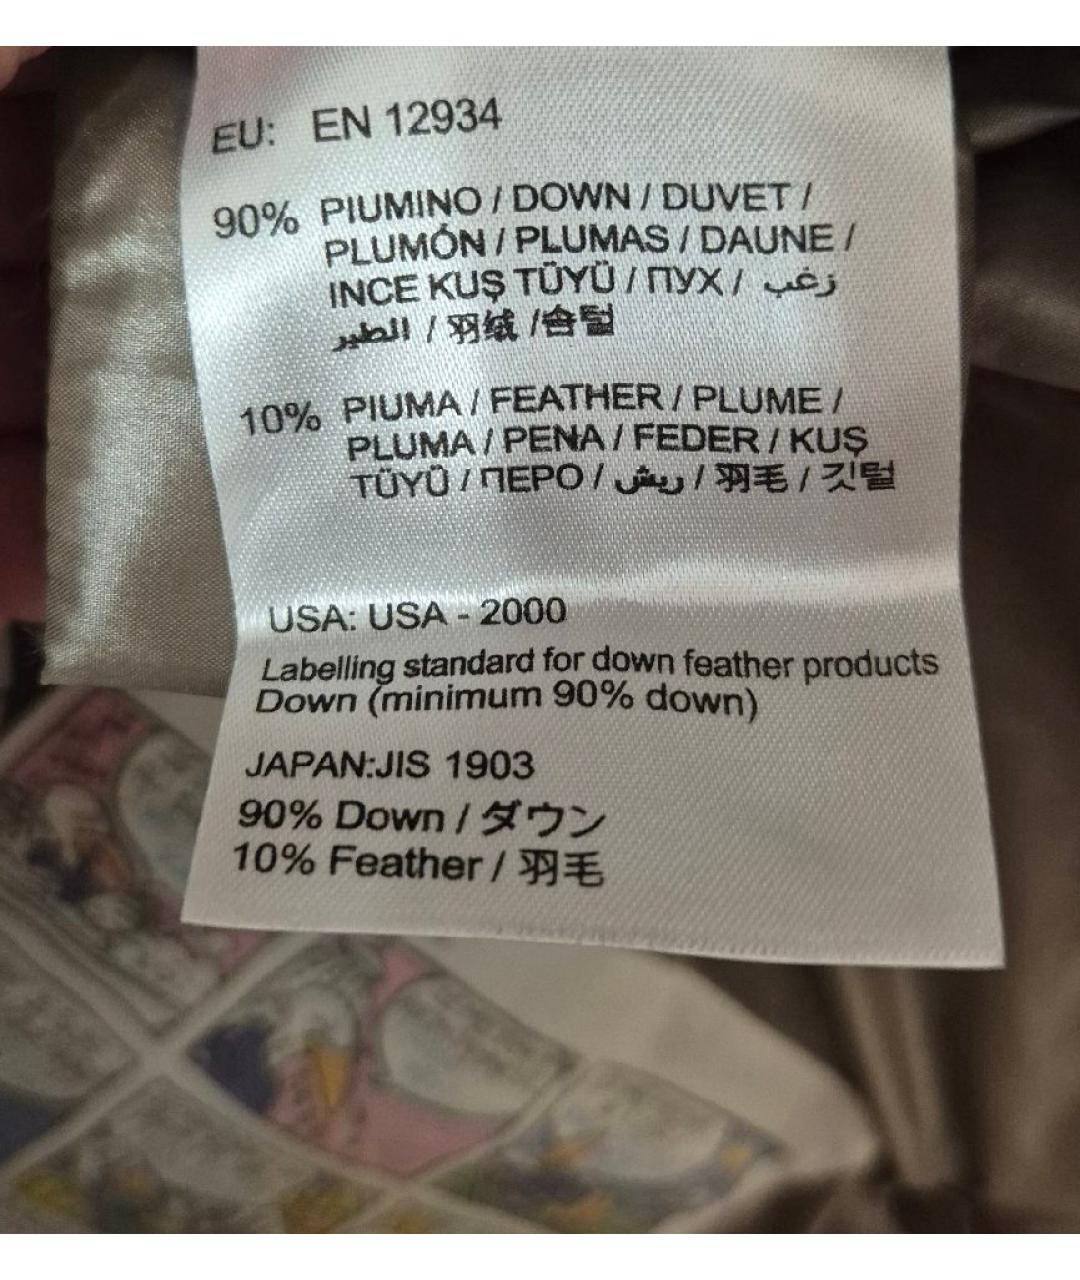 EU: EN 12934
90% PIUMINO / DOWN / DUVET /
PLUMÓN / PLUMAS / DAUNE /
INCE KUŞ TÜYÜ / ПУХ / زغب
الطير / 羽绒 / 솜털
10% PIUMA / FEATHER / PLUME /
PLUMA / PENA / FEDER / KUŞ
TÜYÜ / ПЕРО / ريش / 羽毛 / 깃털
USA: USA - 2000
Labelling standard for down feather products
Down (minimum 90% down)
JAPAN:JIS 1903
90% Down / ダウン
10% Feather / 羽毛